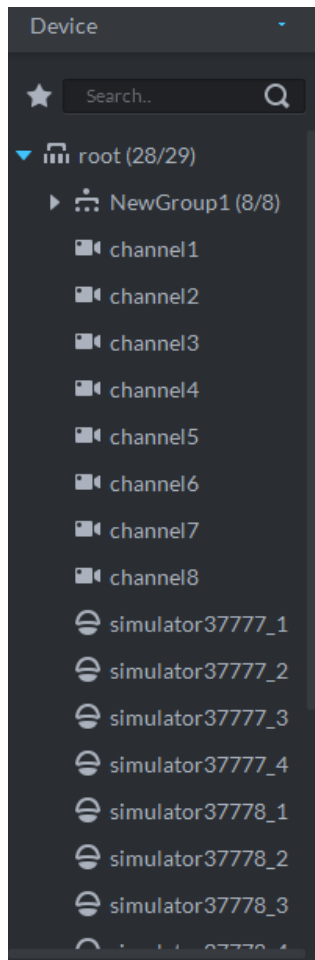 Device
Search..
root (28/29)
NewGroup1 (8/8)
channel1
channel2
channel3
channel4
channel5
channel6
channel7
channel8
simulator37777_1
simulator37777_2
simulator37777_3
simulator37777_4
simulator37778_1
simulator37778_2
simulator37778_3